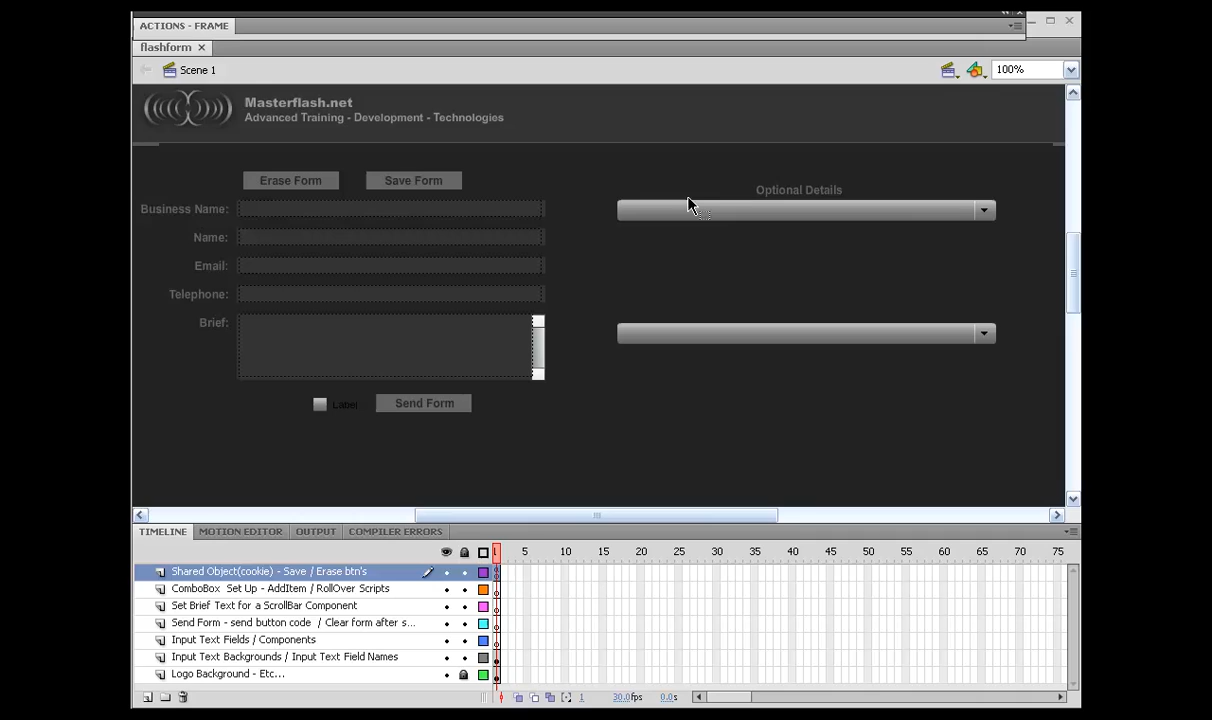 ACTIONS - FRAME
flashform
Scene 1
100%
Masterflash.net
Advanced Training - Development - Technologies
Erase Form
Save Form
Optional Details
Business Name:
Name:
Email:
Telephone:
Brief:
Label
Send Form
TIMELINE
MOTION EDITOR
OUTPUT
COMPILER ERRORS
1 5 10 15 20 25 30 35 40 45 50 55 60 65 70 75
Shared Object(cookie) - Save / Erase btn's
ComboBox Set Up - AddItem / RollOver Scripts
Set Brief Text for a ScrollBar Component
Send Form - send button code / Clear form after s...
Input Text Fields / Components
Input Text Backgrounds / Input Text Field Names
Logo Background - Etc...
1 30.0fps 0.0s